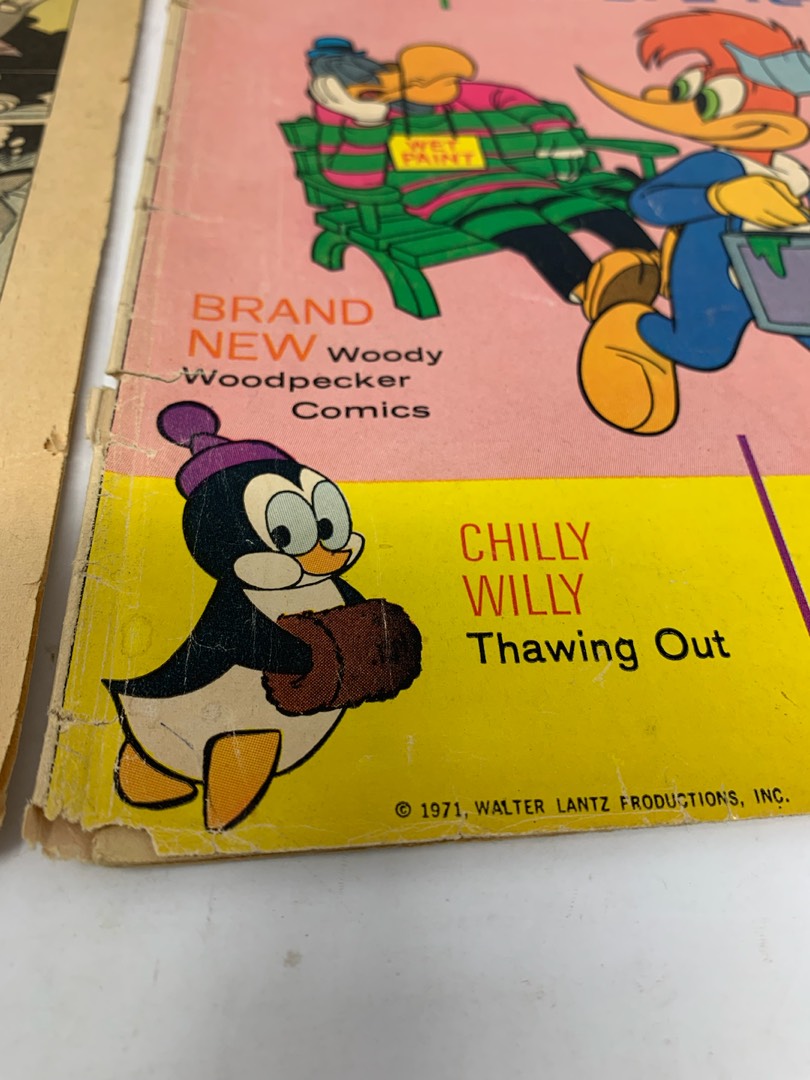 WET
PAINT
BRAND
NEW Woody
Woodpecker
Comics
CHILLY
WILLY
Thawing Out
© 1971, WALTER LANTZ PRODUCTIONS, INC.